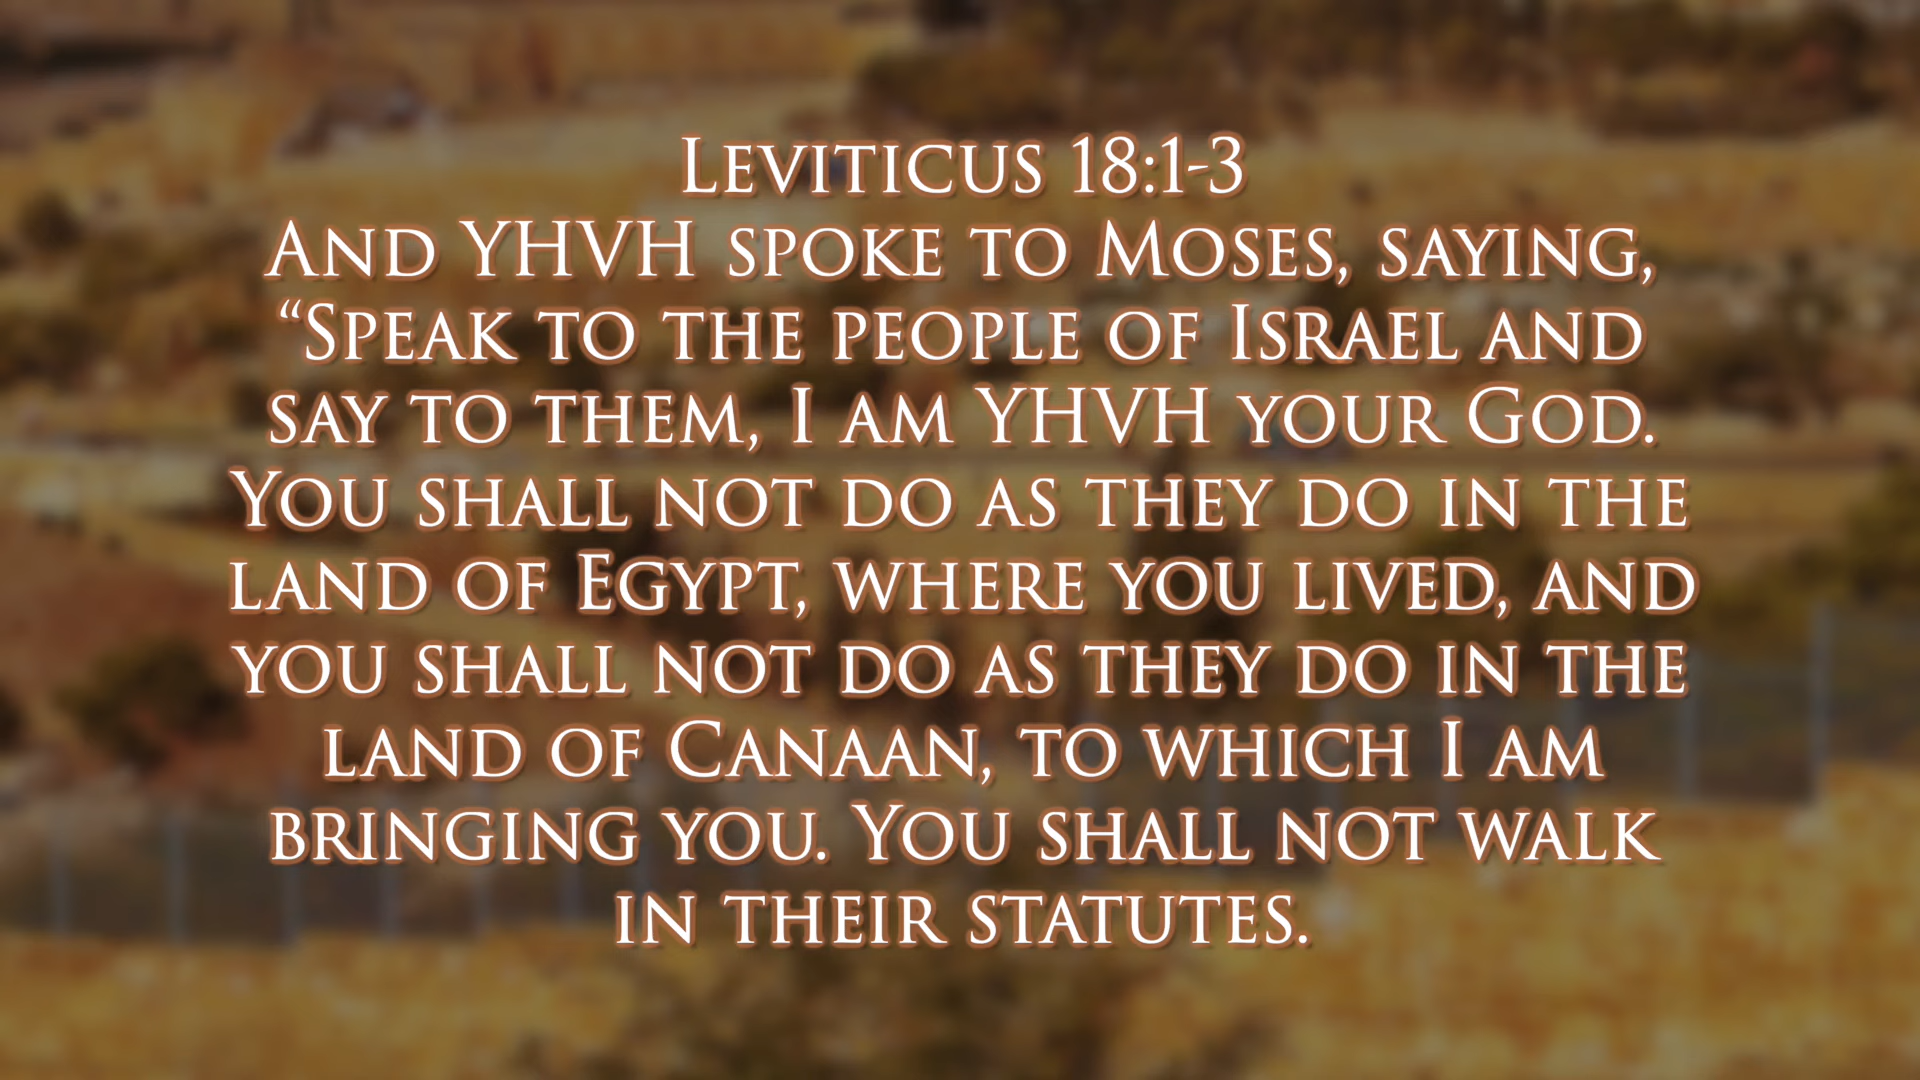 Leviticus 18:1-3
And YHVH spoke to Moses, saying,
“Speak to the people of Israel and
say to them, I am YHVH your God.
You shall not do as they do in the
land of Egypt, where you lived, and
you shall not do as they do in the
land of Canaan, to which I am
bringing you. You shall not walk
in their statutes.